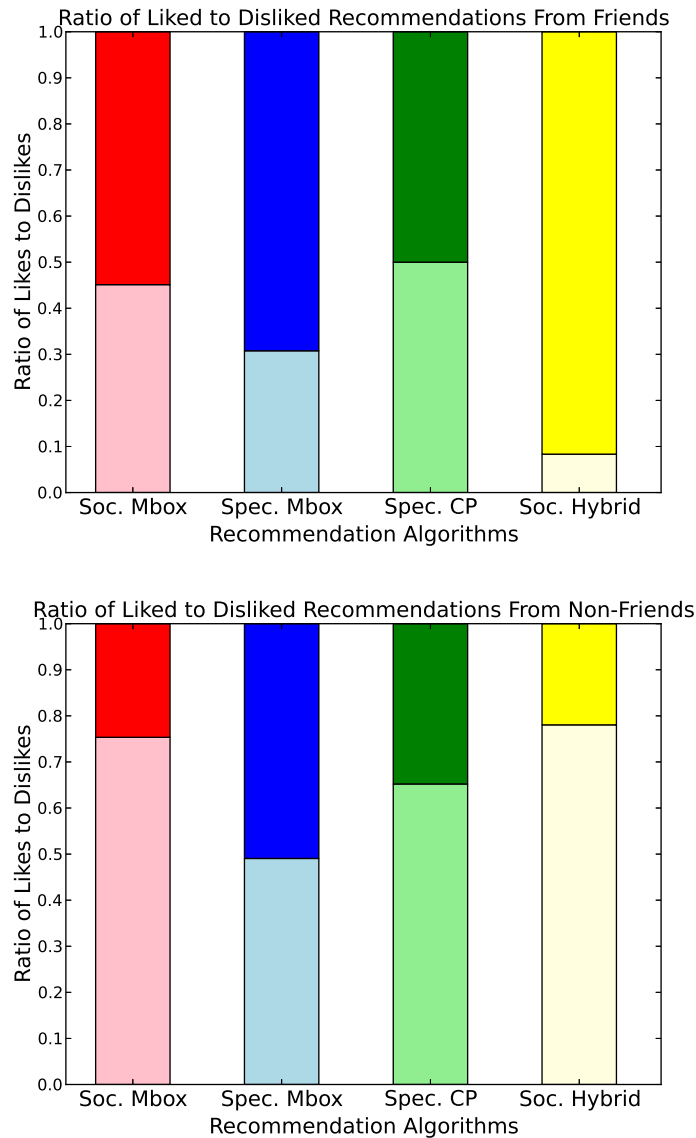 Ratio of Liked to Disliked Recommendations From Friends
1.0
0.9
0.8
0.7
0.6
0.5
0.4
0.3
0.2
0.1
0.0
Ratio of Likes to Dislikes
Soc. Mbox Spec. Mbox Spec. CP Soc. Hybrid
Recommendation Algorithms
Ratio of Liked to Disliked Recommendations From Non-Friends
1.0
0.9
0.8
0.7
0.6
0.5
0.4
0.3
0.2
0.1
0.0
Ratio of Likes to Dislikes
Soc. Mbox Spec. Mbox Spec. CP Soc. Hybrid
Recommendation Algorithms